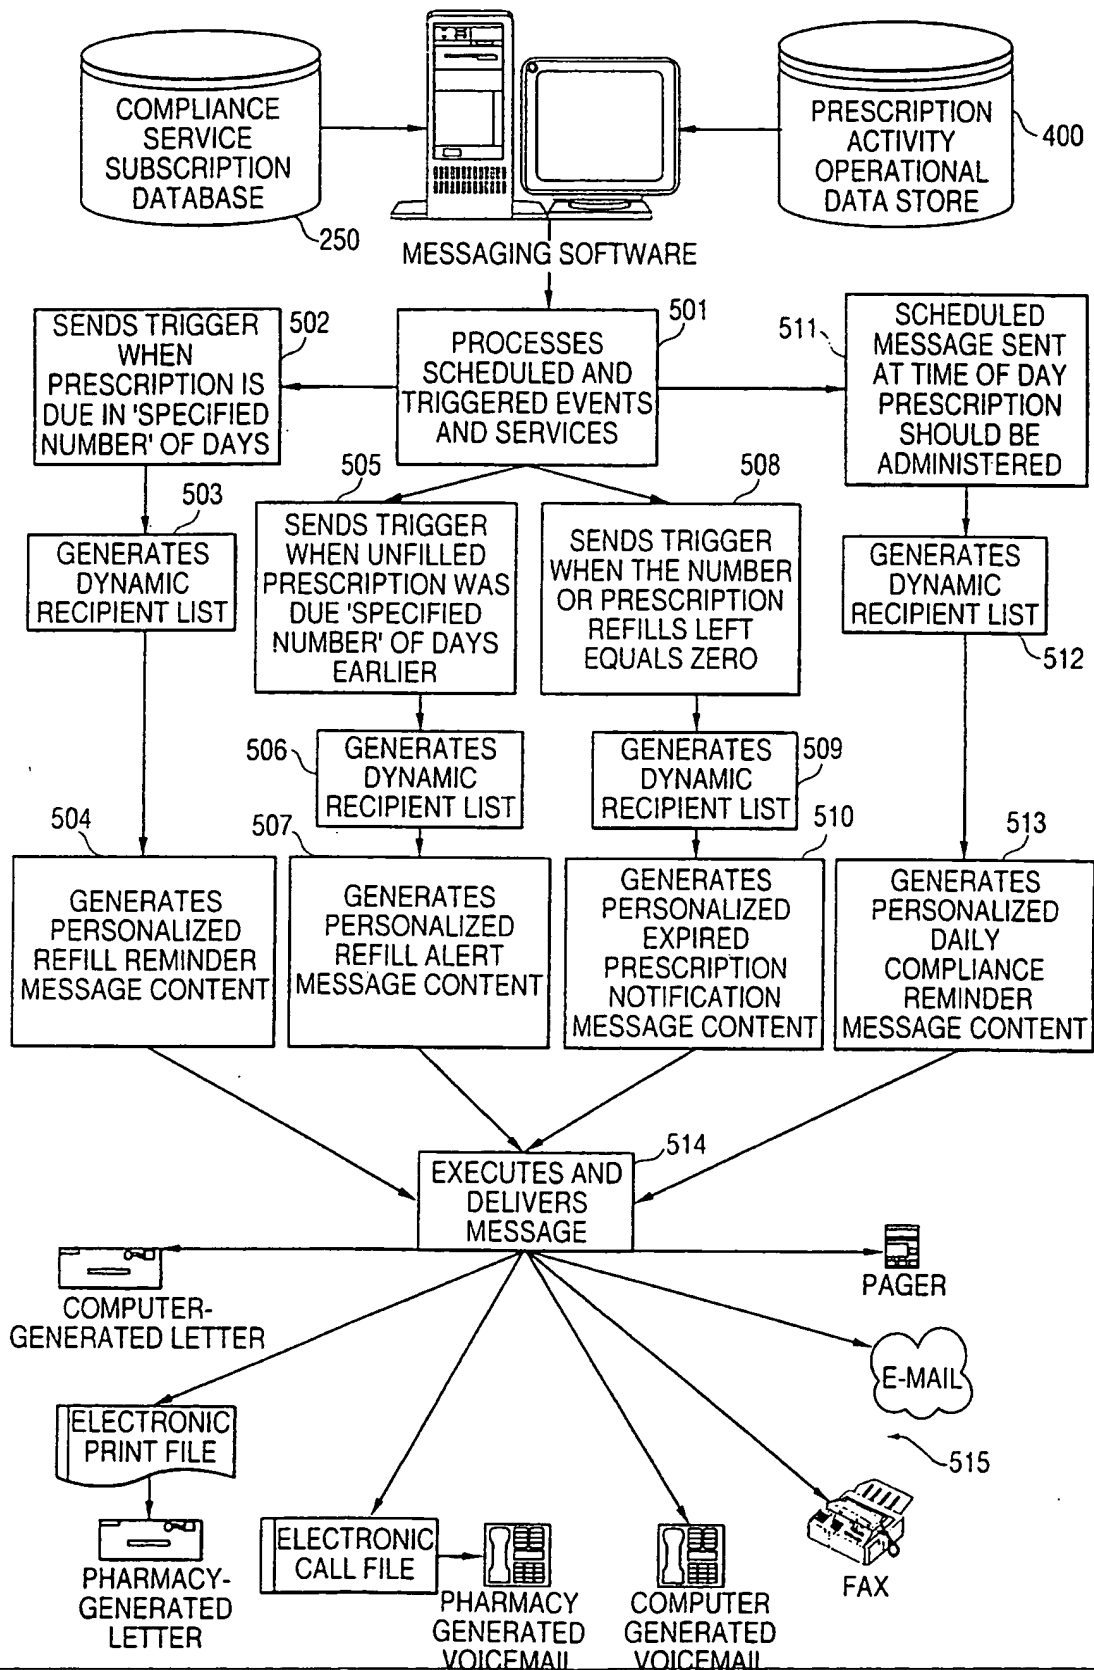 COMPLIANCE
SERVICE
SUBSCRIPTION
DATABASE
250
PRESCRIPTION
ACTIVITY
OPERATIONAL
DATA STORE
400
MESSAGING SOFTWARE
SENDS TRIGGER
WHEN
PRESCRIPTION IS
DUE IN 'SPECIFIED
NUMBER' OF DAYS
502
PROCESSES
SCHEDULED AND
TRIGGERED EVENTS
AND SERVICES
501
511
SCHEDULED
MESSAGE SENT
AT TIME OF DAY
PRESCRIPTION
SHOULD BE
ADMINISTERED
503
GENERATES
DYNAMIC
RECIPIENT LIST
505
SENDS TRIGGER
WHEN UNFILLED
PRESCRIPTION WAS
DUE 'SPECIFIED
NUMBER' OF DAYS
EARLIER
508
SENDS TRIGGER
WHEN THE NUMBER
OR PRESCRIPTION
REFILLS LEFT
EQUALS ZERO
GENERATES
DYNAMIC
RECIPIENT LIST
512
506
GENERATES
DYNAMIC
RECIPIENT LIST
GENERATES
DYNAMIC
RECIPIENT LIST
509
504
GENERATES
PERSONALIZED
REFILL REMINDER
MESSAGE CONTENT
507
GENERATES
PERSONALIZED
REFILL ALERT
MESSAGE CONTENT
510
GENERATES
PERSONALIZED
EXPIRED
PRESCRIPTION
NOTIFICATION
MESSAGE CONTENT
513
GENERATES
PERSONALIZED
DAILY
COMPLIANCE
REMINDER
MESSAGE CONTENT
EXECUTES AND
DELIVERS
MESSAGE
514
COMPUTER-
GENERATED LETTER
PAGER
E-MAIL
515
ELECTRONIC
PRINT FILE
PHARMACY-
GENERATED
LETTER
ELECTRONIC
CALL FILE
PHARMACY
GENERATED
VOICEMAIL
COMPUTER
GENERATED
VOICEMAIL
FAX